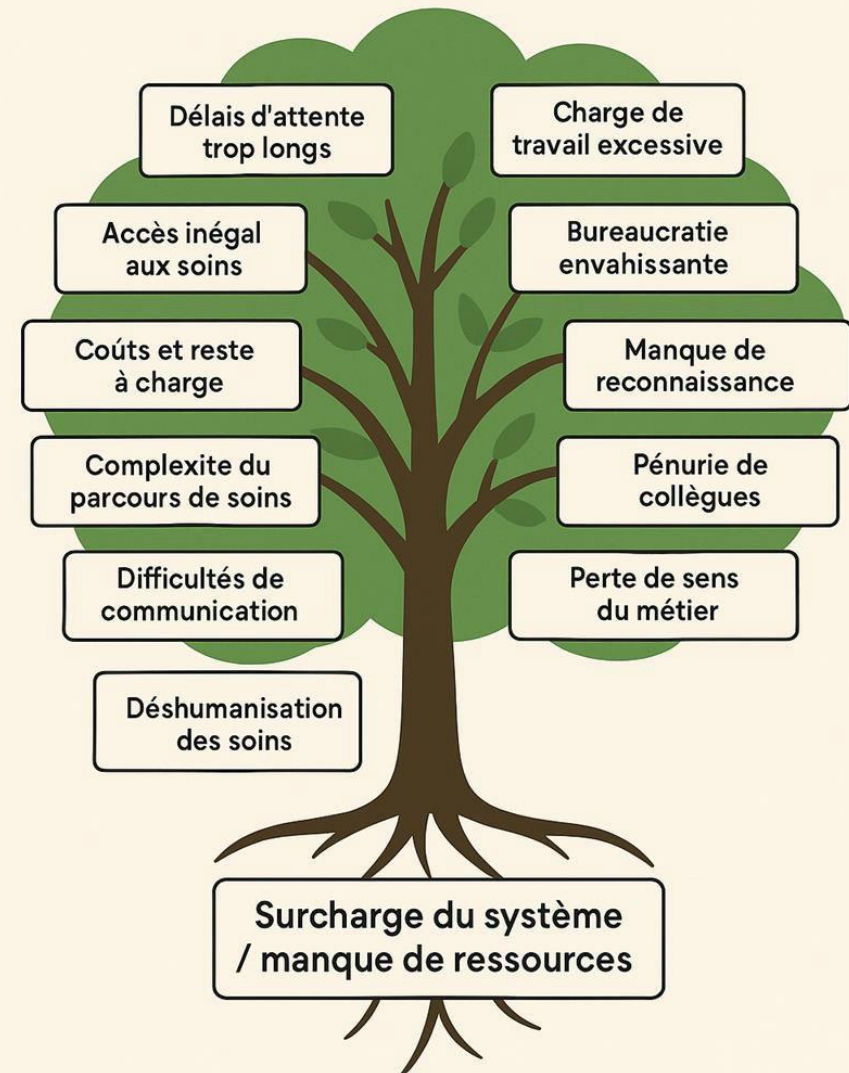 Délais d'attente
trop longs
Accès inégal
aux soins
Coúts et reste
à charge
Complexite du
parcours de soins
Difficultés de
communication
Déshumanisation
des soins
Charge de
travail excessive
Bureaucratie
envahissante
Manque de
reconnaissance
Pénurie de
collègues
Perte de sens
du métier
Surcharge du système
/ manque de ressources